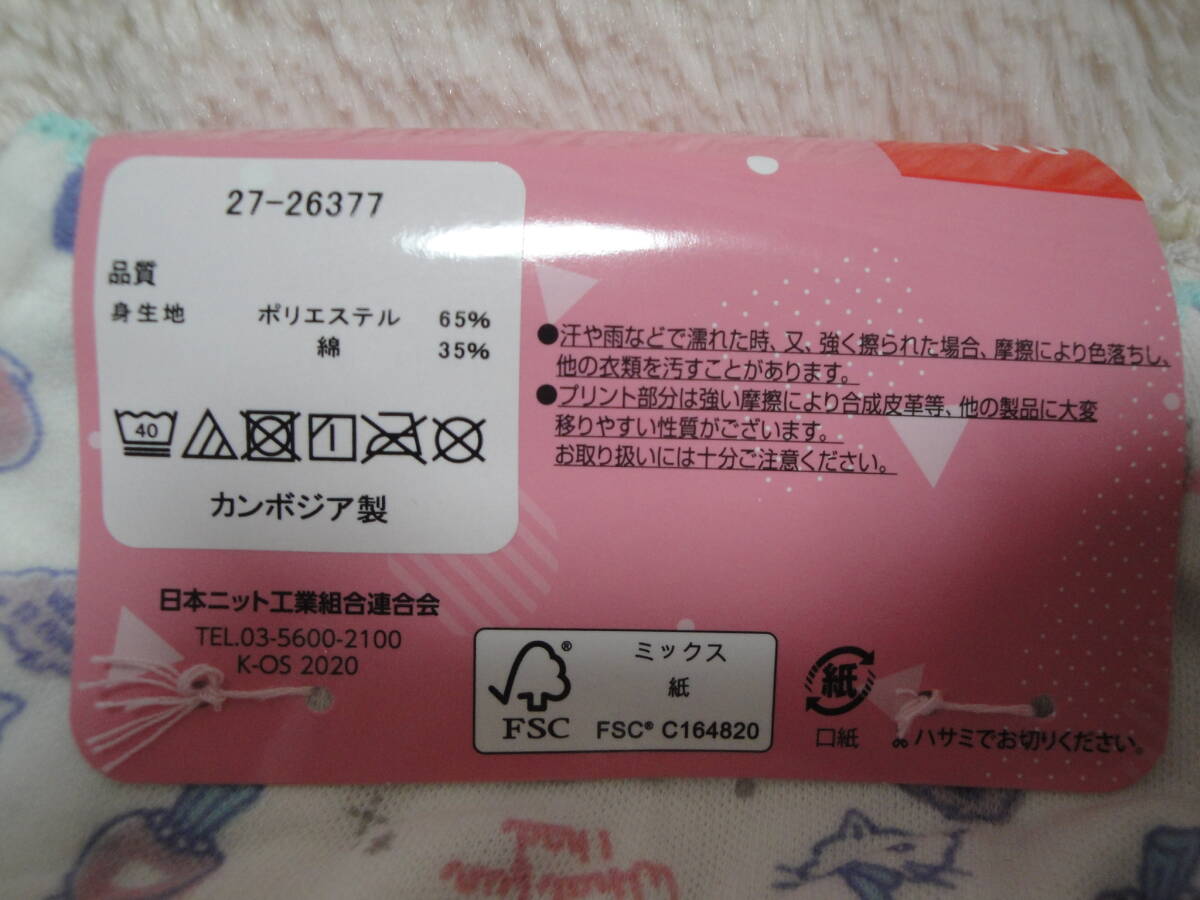 27-26377
品質
身生地 ポリエステル 65%
綿 35%
40
カンボジア製
●汗や雨などで濡れた時、又、強く擦られた場合、摩擦により色落ちし、
他の衣類を汚すことがあります。
●プリント部分は強い摩擦により合成皮革等、他の製品に大変
移りやすい性質がございます。
お取り扱いには十分ご注意ください。
日本ニット工業組合連合会
TEL.03-5600-2100
K-OS 2020
FSC
ミックス
紙
FSC® C164820
紙
口紙
ハサミでお切りください。